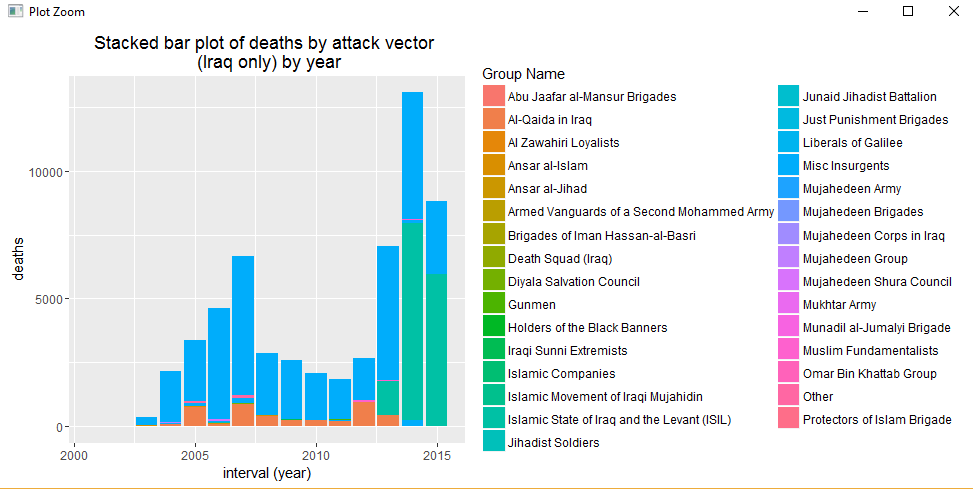 Plot Zoom
Stacked bar plot of deaths by attack vector
(Iraq only) by year
deaths
10000
5000
0
2000
2005
2010
2015
interval (year)
Group Name
Abu Jaafar al-Mansur Brigades
Al-Qaida in Iraq
Al Zawahiri Loyalists
Ansar al-Islam
Ansar al-Jihad
Armed Vanguards of a Second Mohammed Army
Brigades of Iman Hassan-al-Basri
Death Squad (Iraq)
Diyala Salvation Council
Gunmen
Holders of the Black Banners
Iraqi Sunni Extremists
Islamic Companies
Islamic Movement of Iraqi Mujahidin
Islamic State of Iraq and the Levant (ISIL)
Jihadist Soldiers
Junaid Jihadist Battalion
Just Punishment Brigades
Liberals of Galilee
Misc Insurgents
Mujahedeen Army
Mujahedeen Brigades
Mujahedeen Corps in Iraq
Mujahedeen Group
Mujahedeen Shura Council
Mukhtar Army
Munadil al-Jumalyi Brigade
Muslim Fundamentalists
Omar Bin Khattab Group
Other
Protectors of Islam Brigade